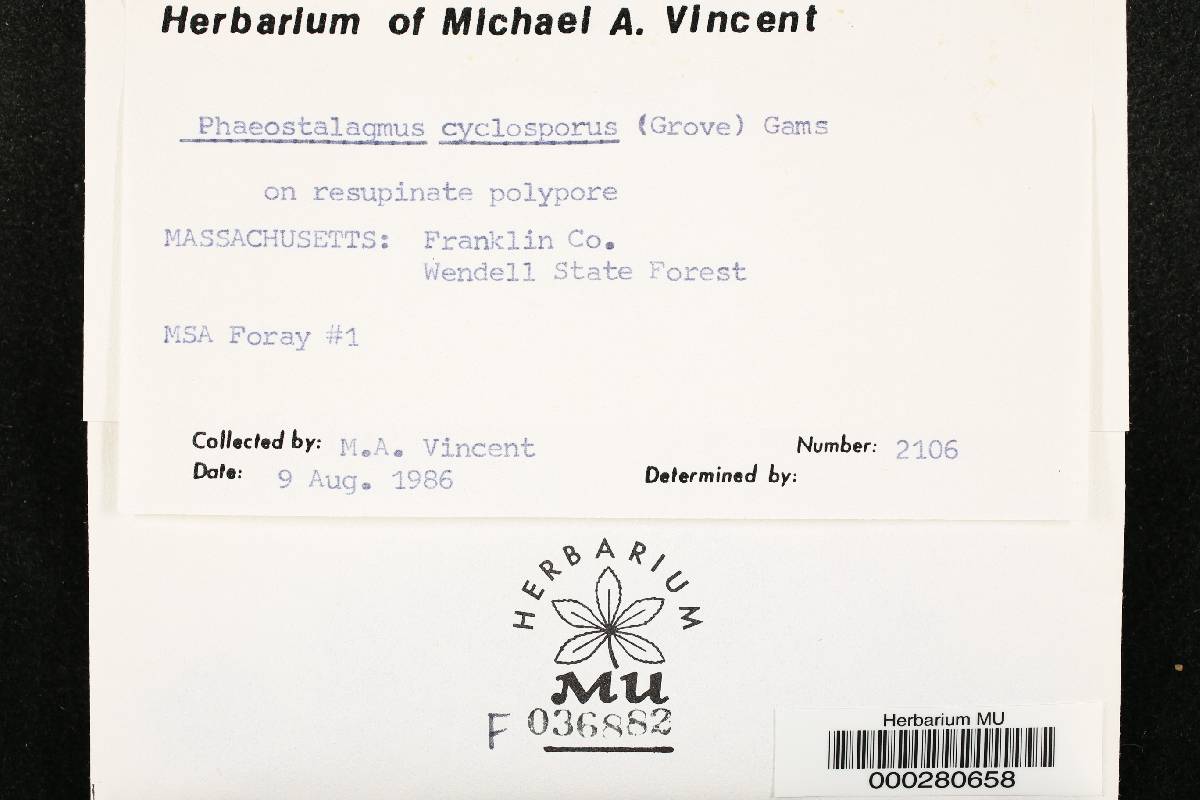 Herbarium of Michael A. Vincent
Phaeostalagmus cyclosporus (Grove) Gams
on resupinate polypore
MASSACHUSETTS: Franklin Co.
Wendell State Forest
MSA Foray #1
Collected by: M.A. Vincent
Number: 2106
Date: 9 Aug. 1986
Determined by:
HERBARIUM
MU
F 036882
Herbarium MU
000280658